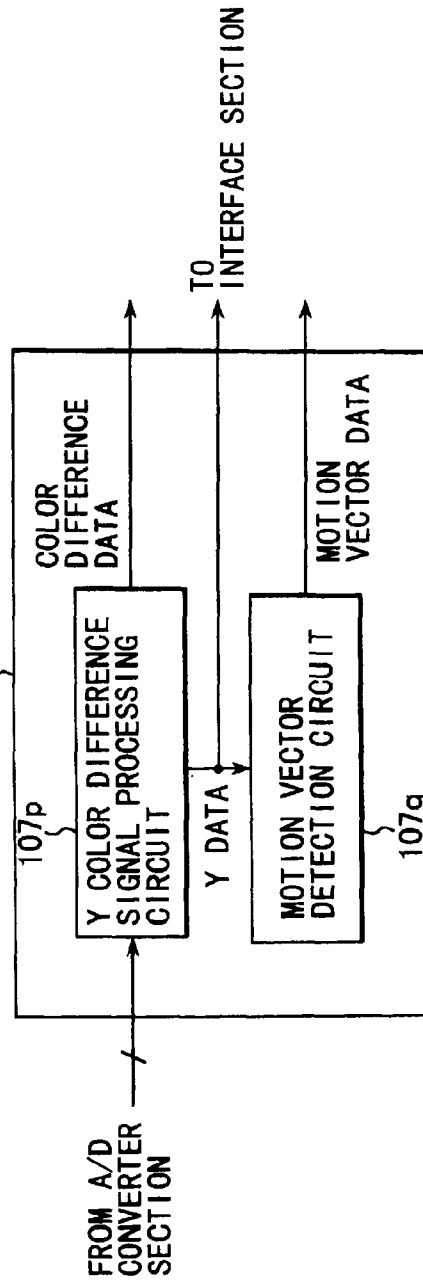 FROM A/D
CONVERTER
SECTION
107p
Y COLOR DIFFERENCE
SIGNAL PROCESSING
CIRCUIT
COLOR
DIFFERENCE
DATA
Y DATA
TO
INTERFACE SECTION
MOTION VECTOR
DETECTION CIRCUIT
107q
MOTION
VECTOR DATA